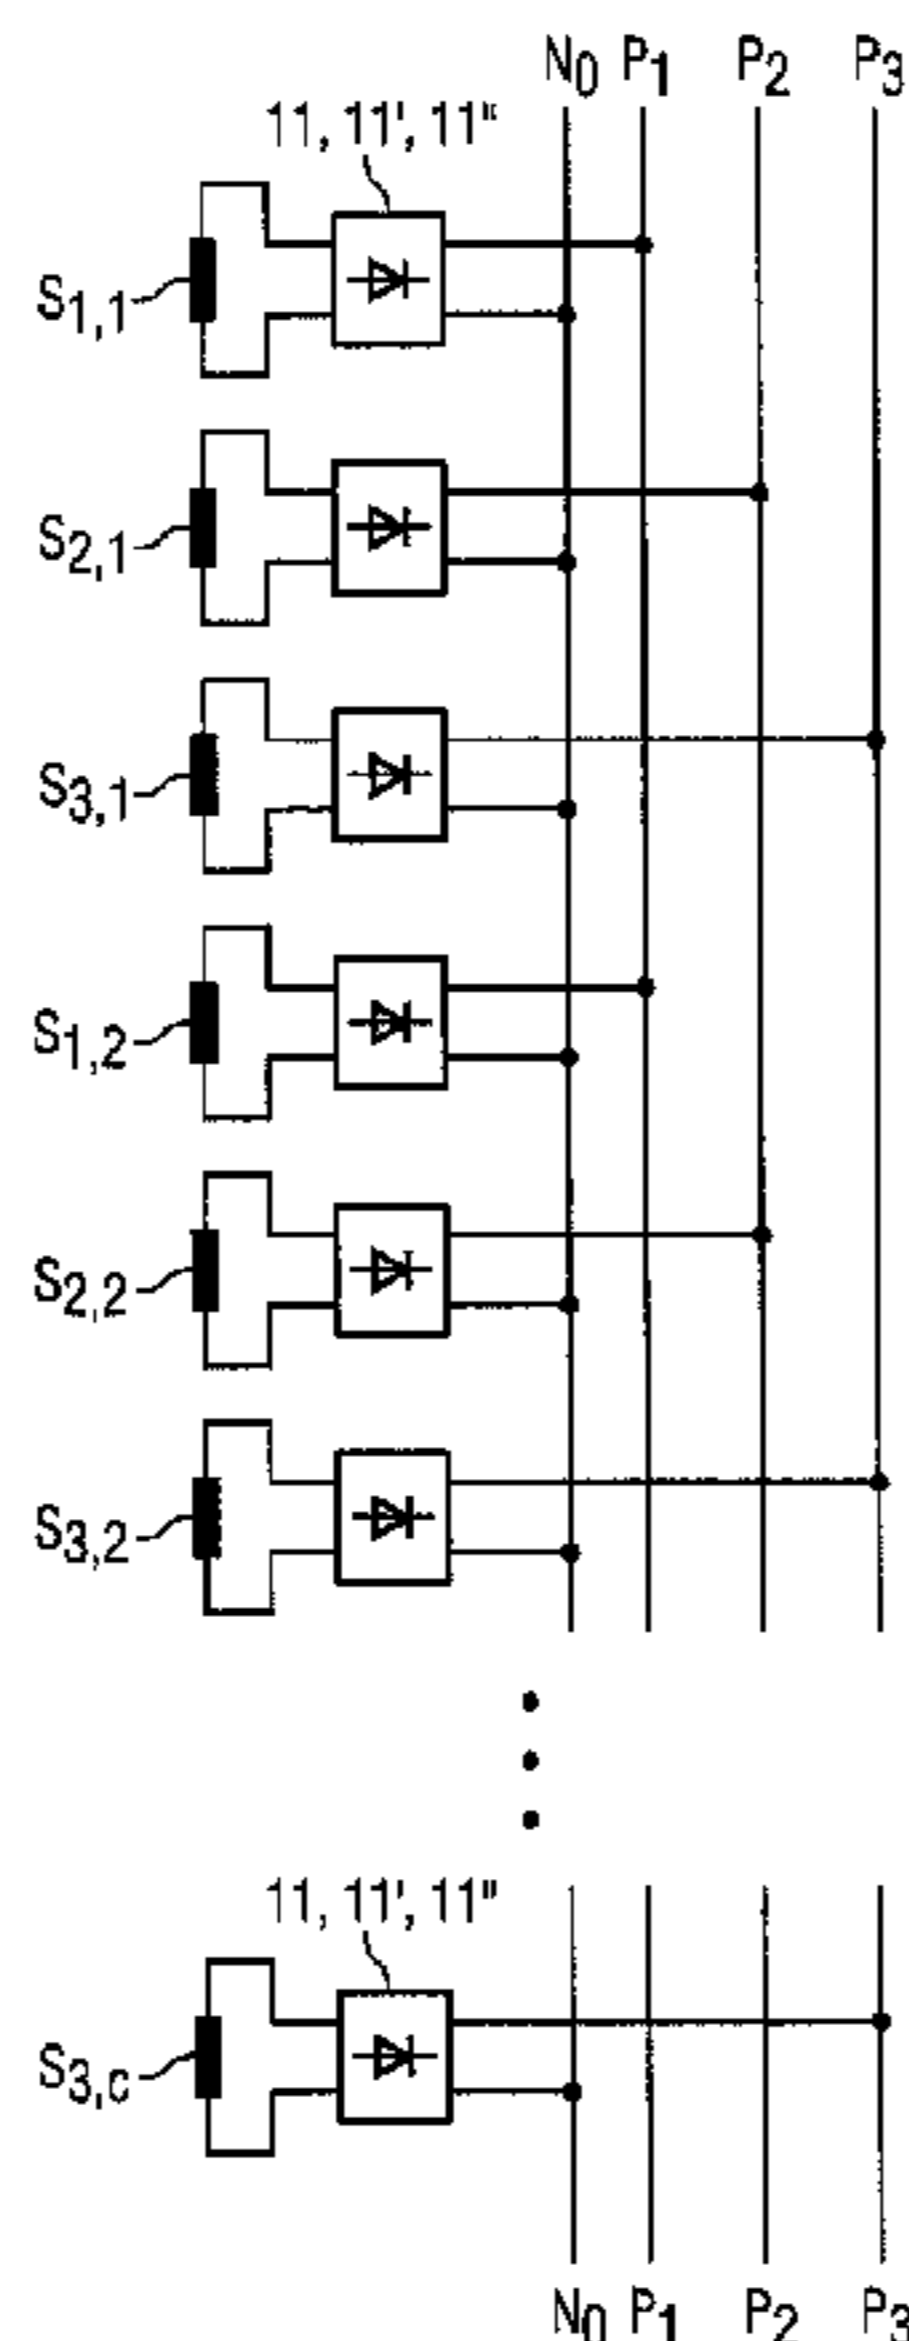 N0 P1 P2 P3
11, 11', 11"
S1,1
S2,1
S3,1
S1,2
S2,2
S3,2
11, 11', 11"
S3,c
N0 P1 P2 P3